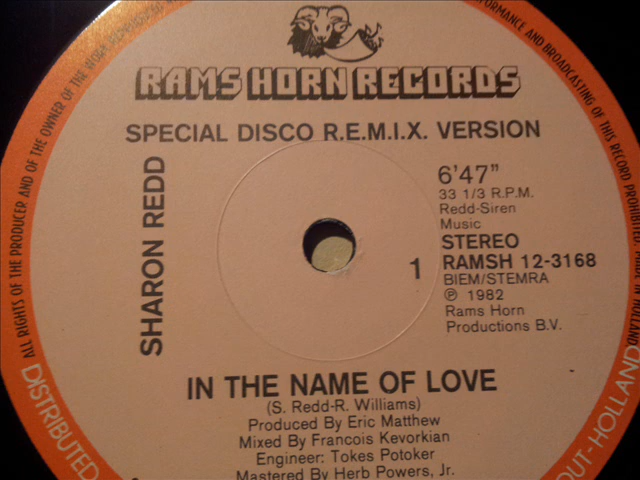 RAMS HORN RECORDS
SPECIAL DISCO R.E.M.I.X. VERSION
SHARON REDD
6'47"
33 1/3 R.P.M.
Redd-Siren
Music
STEREO
1
RAMSH 12-3168
BIEM/STEMRA
℗ 1982
Rams Horn
Productions B.V.
IN THE NAME OF LOVE
(S. Redd-R. Williams)
Produced By Eric Matthew
Mixed By Francois Kevorkian
Engineer: Tokes Potoker
Mastered By Herb Powers, Jr.
ALL RIGHTS OF THE PRODUCER AND OF THE OWNER OF THE WORK
PERFORMANCE AND BROADCASTING OF THIS RECORD PROHIBITED
IN HOLLAND
DISTRIBUTED
OUT-HOLLAND